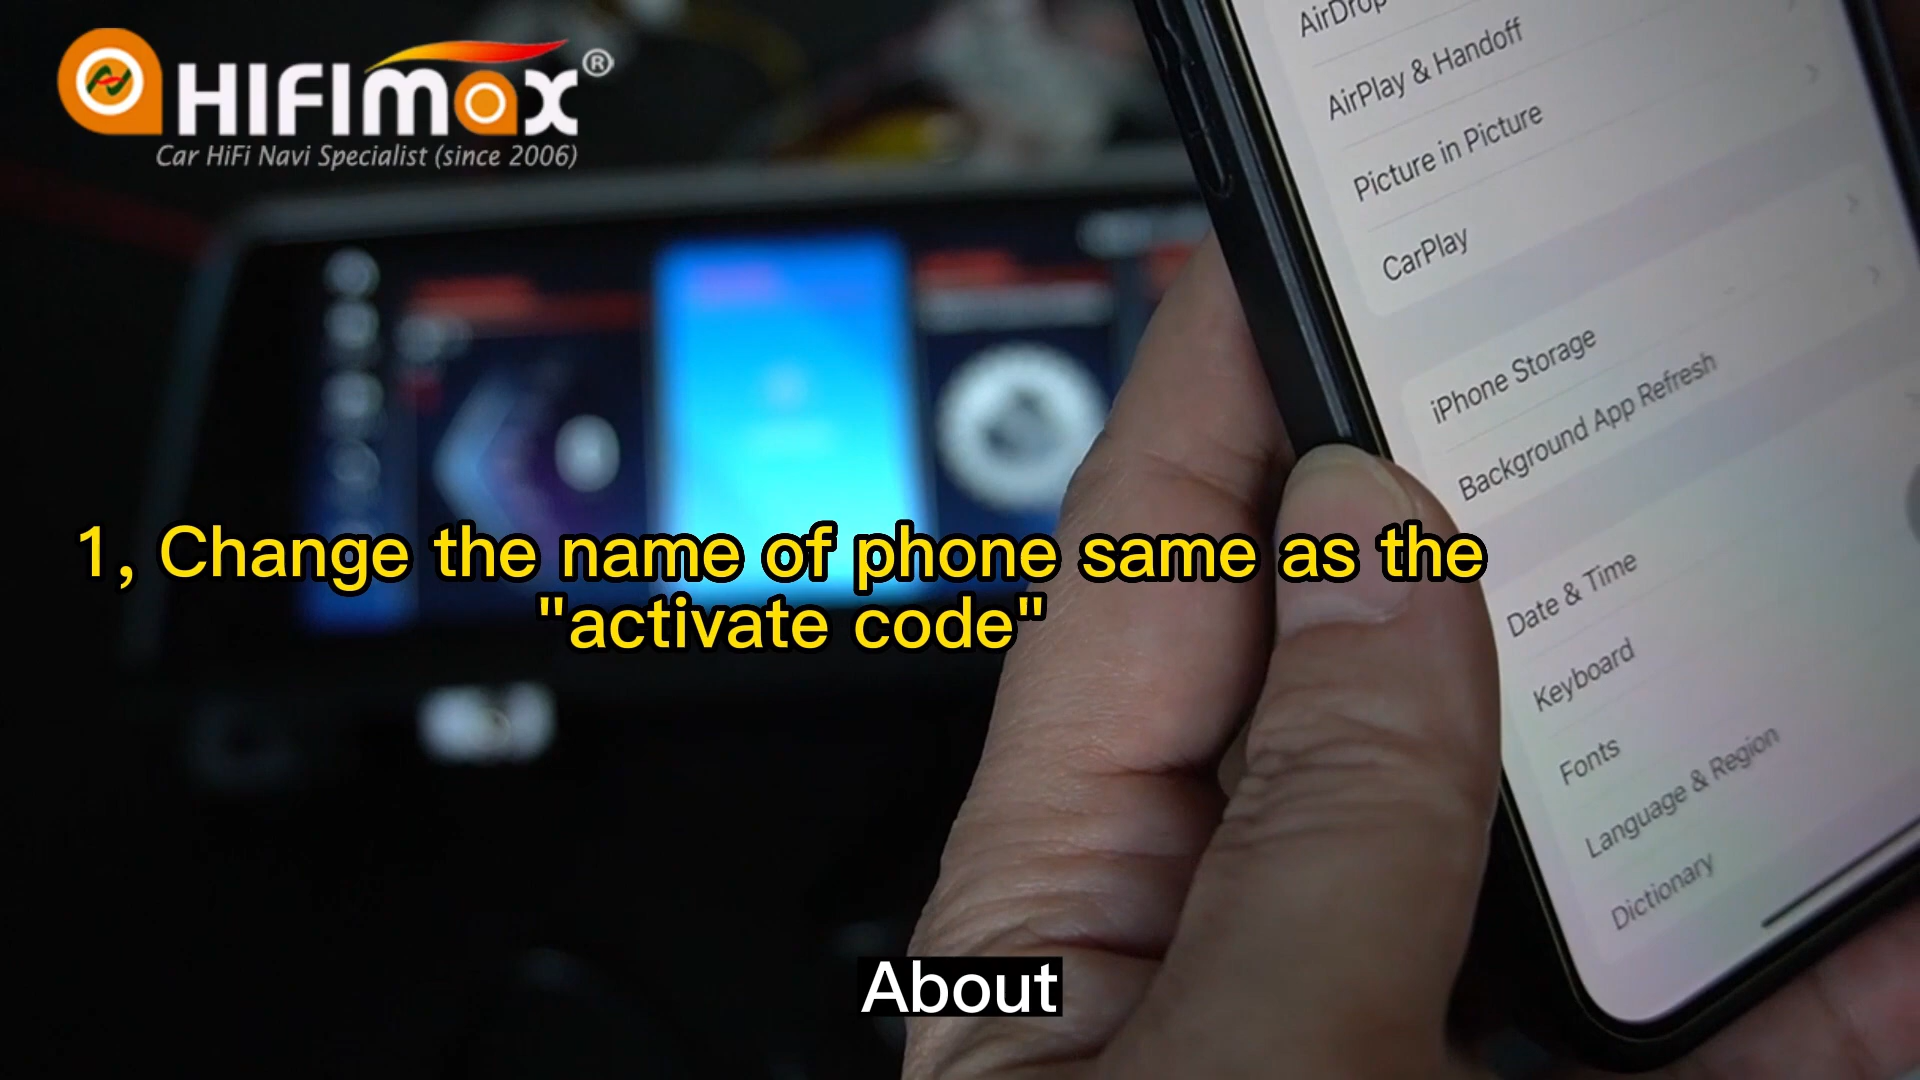 HIFIMAX®
Car HiFi Navi Specialist (since 2006)
AirDrop
AirPlay & Handoff
Picture in Picture
CarPlay
iPhone Storage
Background App Refresh
Date & Time
Keyboard
Fonts
Language & Region
Dictionary
1, Change the name of phone same as the
"activate code"
About